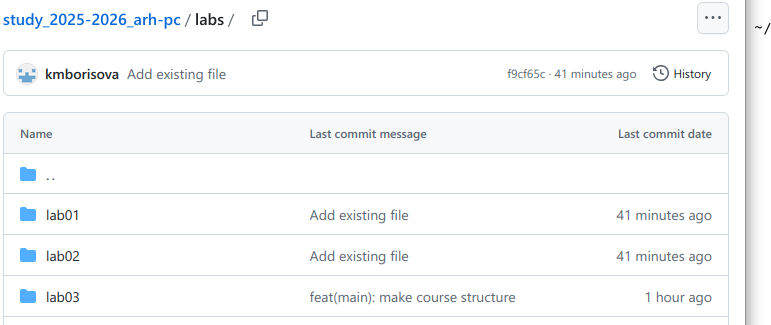 study_2025-2026_arh-pc / labs /
~/
kmborisova Add existing file f9cf65c · 41 minutes ago History
Name Last commit message Last commit date
..
lab01 Add existing file 41 minutes ago
lab02 Add existing file 41 minutes ago
lab03 feat(main): make course structure 1 hour ago